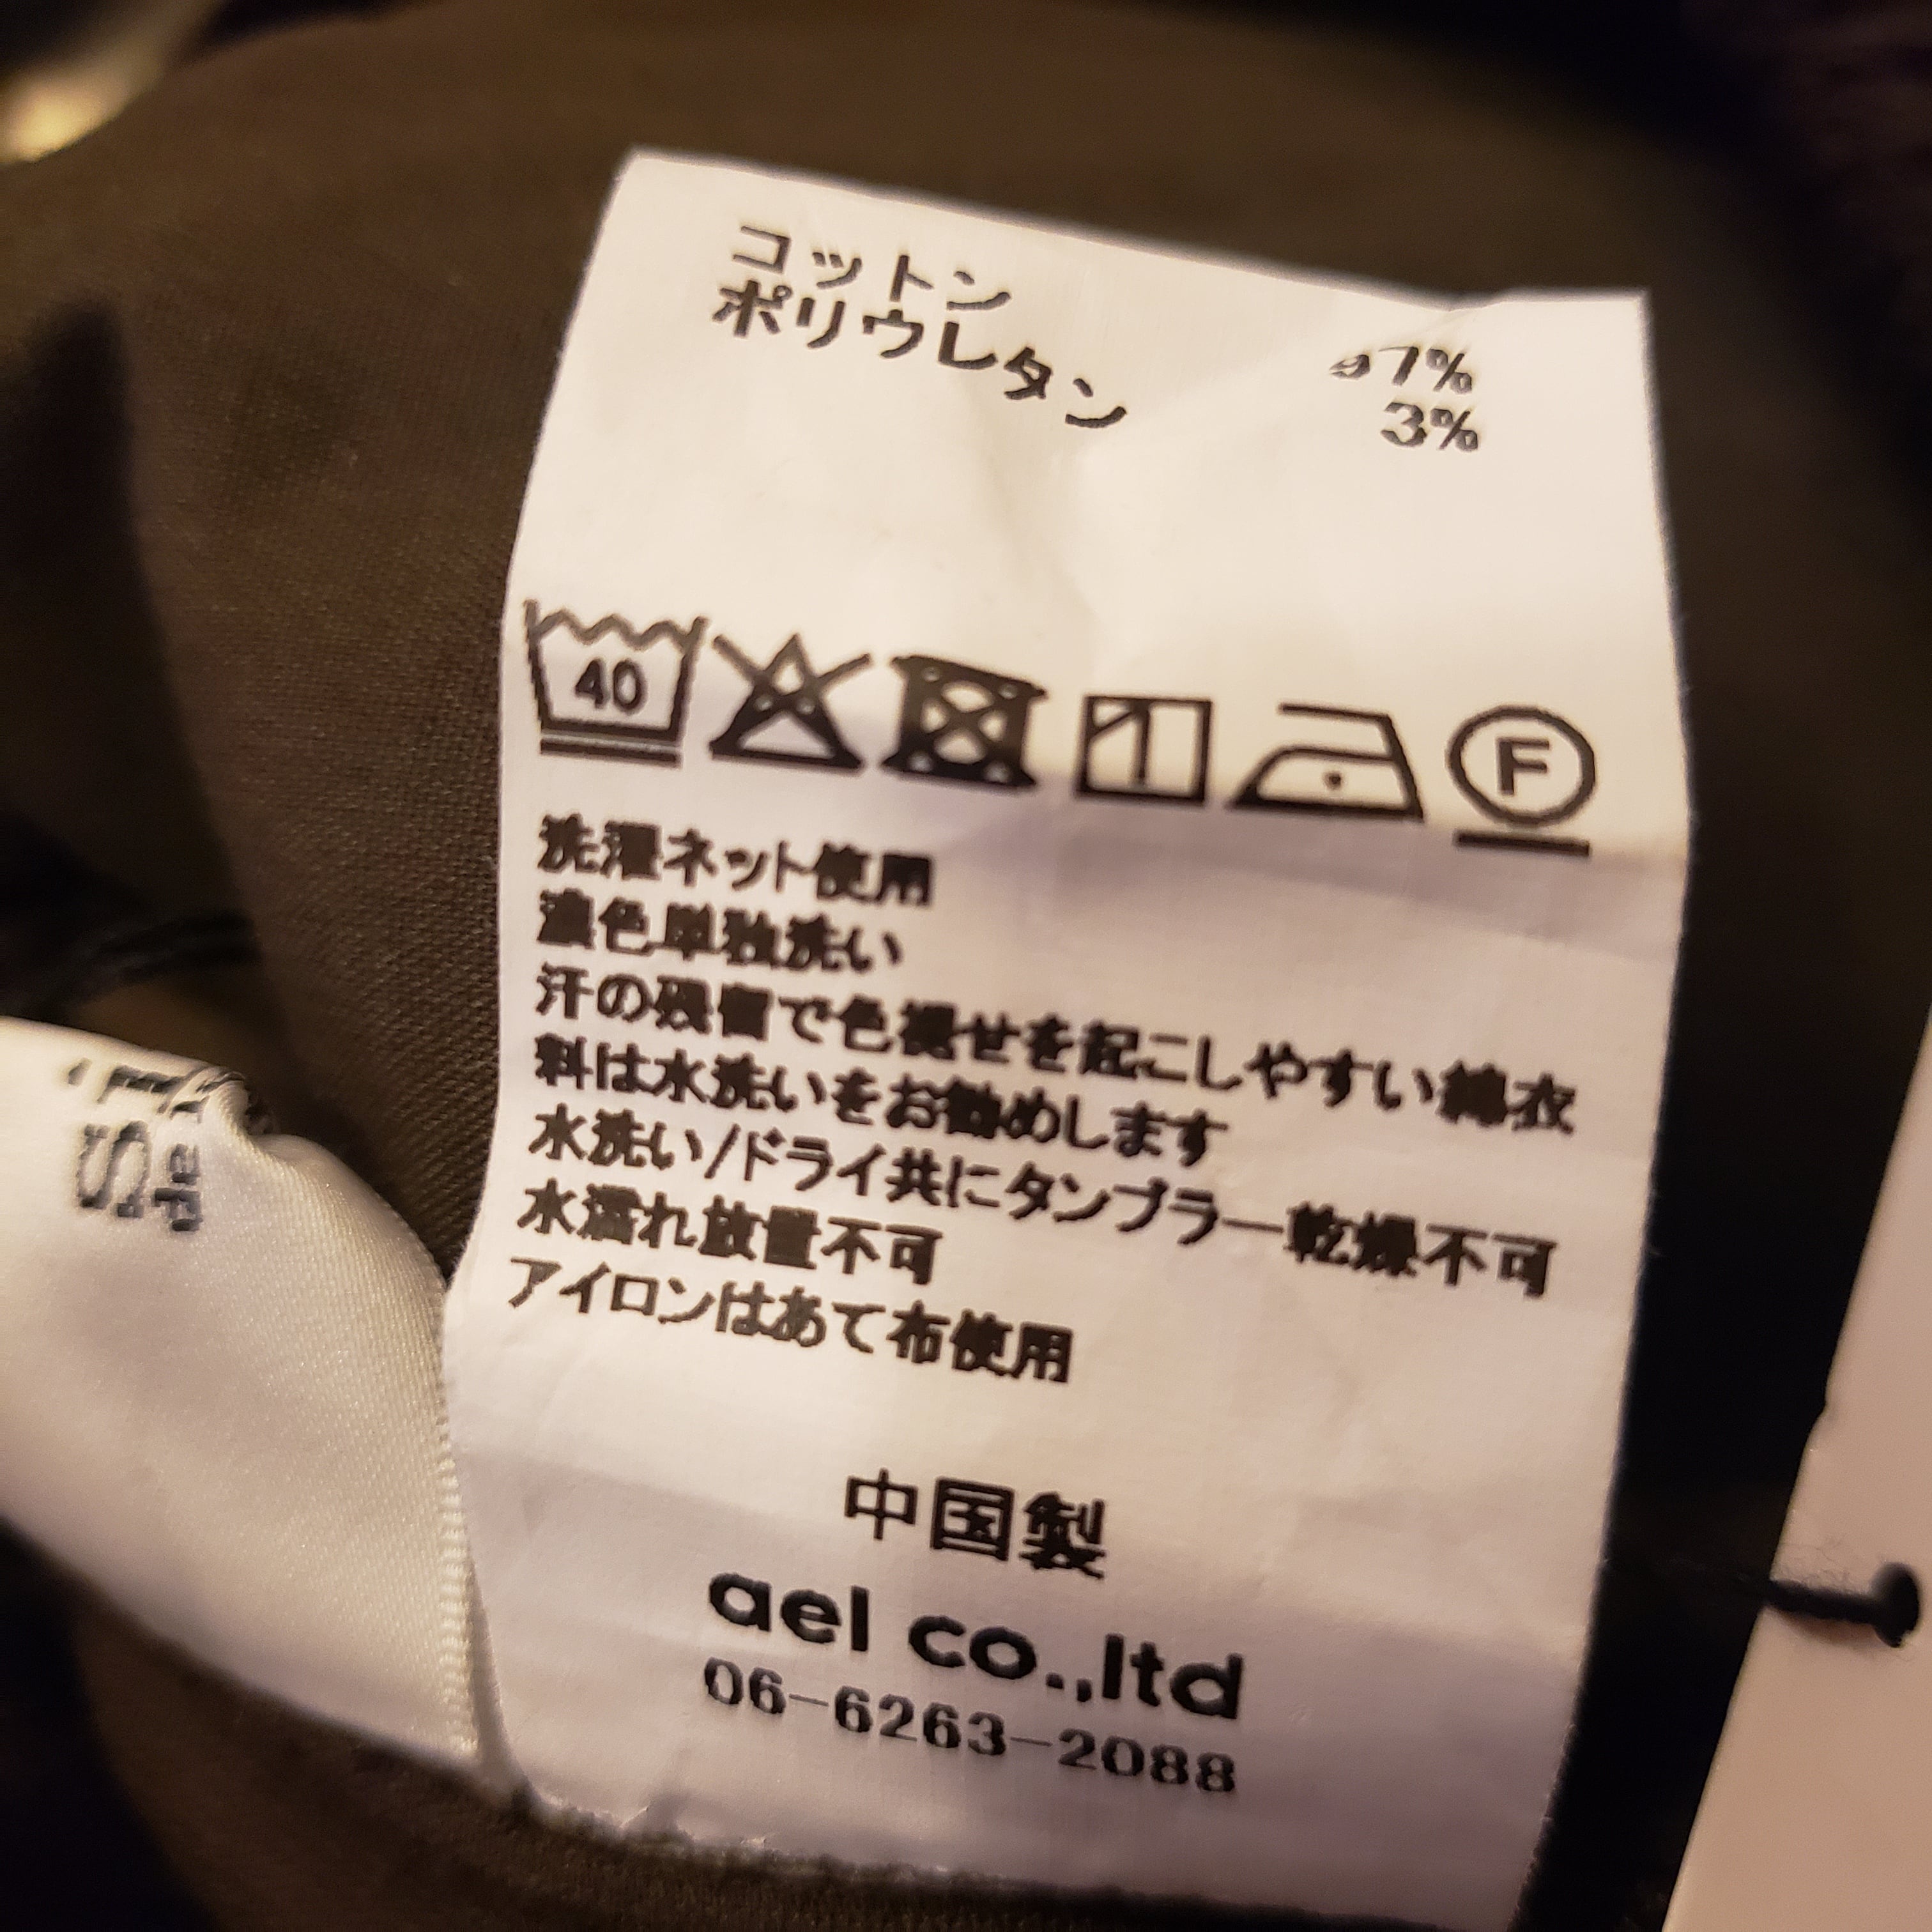 コットン 97%
ポリウレタン 3%
40
F
洗濯ネット使用
濃色単独洗い
汗の残留で色褪せを起こしやすい綿衣
料は水洗いをお勧めします
水洗い/ドライ共にタンブラー乾燥不可
水濡れ放置不可
アイロンはあて布使用
中国製
ael co.,ltd
06-6263-2088